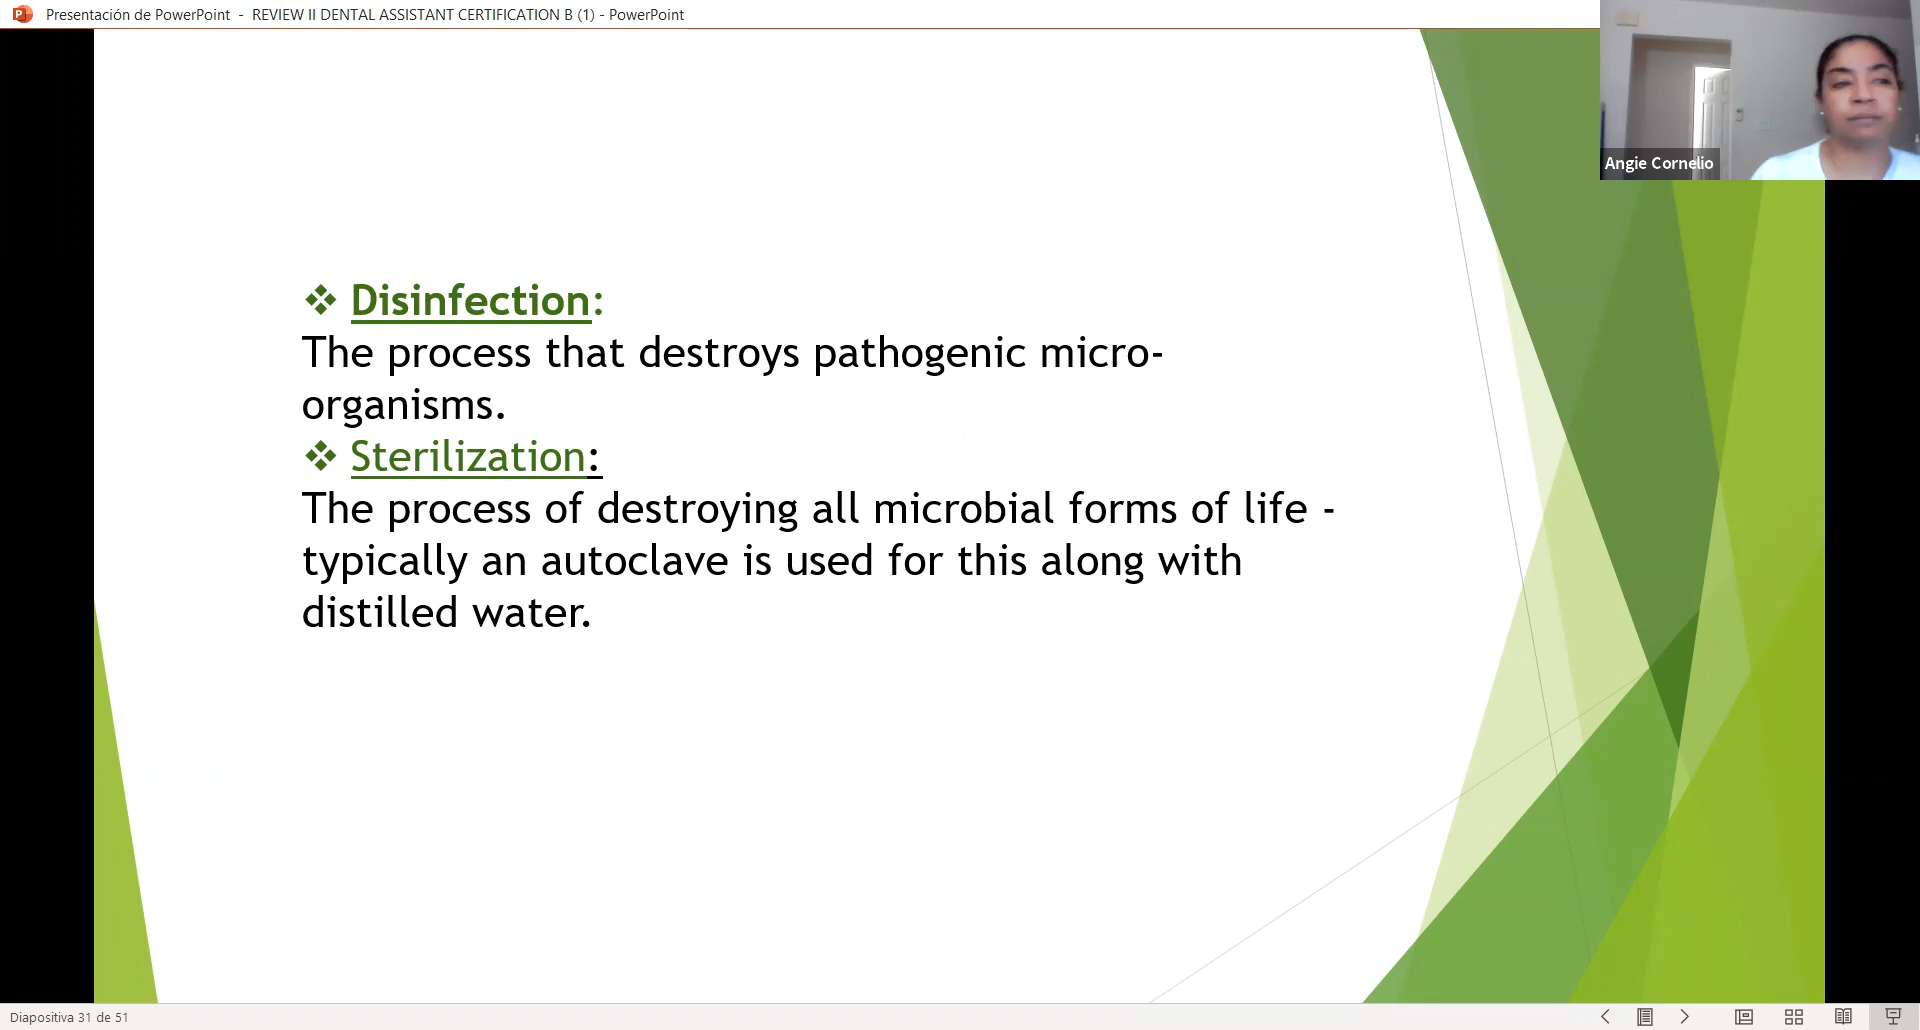 Presentación de PowerPoint - REVIEW II DENTAL ASSISTANT CERTIFICATION B (1) - PowerPoint
Angie Cornelio
❖ Disinfection:
The process that destroys pathogenic micro-
organisms.
❖ Sterilization:
The process of destroying all microbial forms of life -
typically an autoclave is used for this along with
distilled water.
Diapositiva 31 de 51